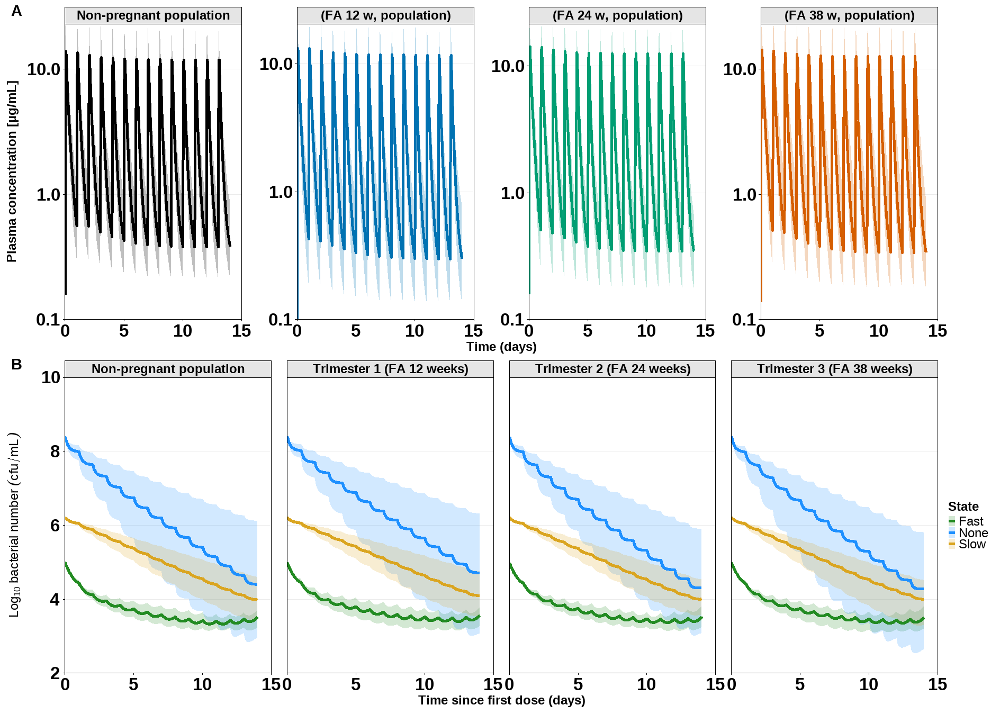 A
Non-pregnant population
(FA 12 w, population)
(FA 24 w, population)
(FA 38 w, population)
Plasma concentration [µg/mL]
10.0
1.0
0.1
10.0
1.0
0.1
10.0
1.0
0.1
10.0
1.0
0.1
0 5 10 15
0 5 10 15
0 5 10 15
0 5 10 15
Time (days)
B
Non-pregnant population
Trimester 1 (FA 12 weeks)
Trimester 2 (FA 24 weeks)
Trimester 3 (FA 38 weeks)
Log10 bacterial number (cfu/mL)
10
8
6
4
2
0 5 10 15
0 5 10 15
0 5 10 15
0 5 10 15
Time since first dose (days)
State
Fast
None
Slow